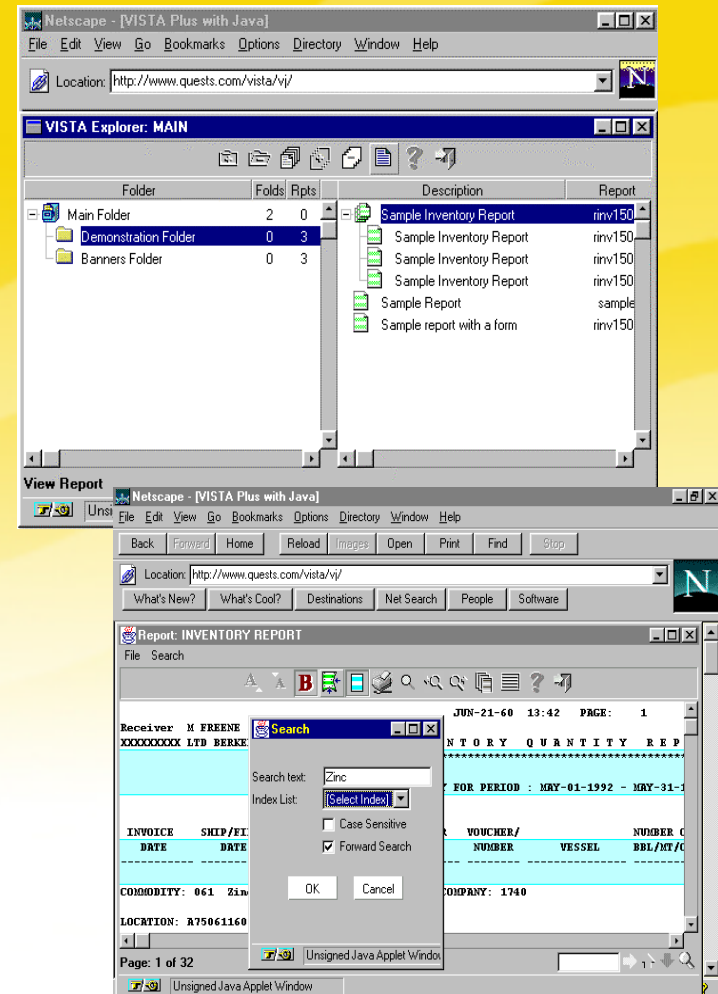 Netscape - [VISTA Plus with Java]
File Edit View Go Bookmarks Options Directory Window Help
Location: http://www.quests.com/vista/vj/
N
VISTA Explorer: MAIN
Folder Folds Rpts Description Report
Main Folder 2 0 Sample Inventory Report rinv150
Demonstration Folder 0 3 Sample Inventory Report rinv150
Banners Folder 0 3 Sample Inventory Report rinv150
Sample Inventory Report rinv150
Sample Report sample
Sample report with a form rinv150
View Report
Unsi
Netscape - [VISTA Plus with Java]
File Edit View Go Bookmarks Options Directory Window Help
Back Forward Home Reload Images Open Print Find Stop
Location: http://www.quests.com/vista/vj/
N
What's New? What's Cool? Destinations Net Search People Software
Report: INVENTORY REPORT
File Search
A A B ?
JUN-21-60 13:42 PAGE: 1
Receiver M FREENE
XXXXXXXXX LTD BERKE N T O R Y Q U A N T I T Y R E P
FOR PERIOD : MAY-01-1992 - MAY-31-1
INVOICE SHIP/FI VOUCHER/ NUMBER
DATE DATE NUMBER VESSEL BBL/MT/
COMMODITY: 061 Zin COMPANY: 1740
LOCATION: A75061160
Search
Search text: Zinc
Index List: [Select Index]
Case Sensitive
Forward Search
OK Cancel
Unsigned Java Applet Window
Page: 1 of 32
Unsigned Java Applet Window